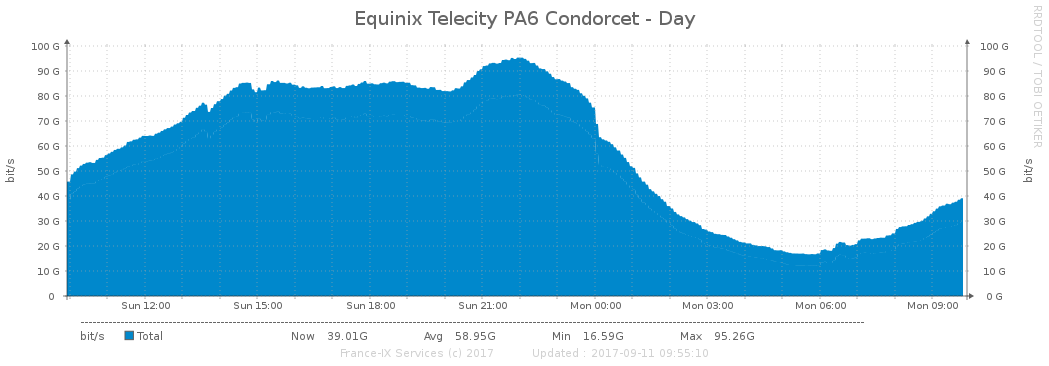 Equinix Telecity PA6 Condorcet - Day
RRDTOOL / TOBI OETIKER
bit/s
100 G 100 G
90 G 90 G
80 G 80 G
70 G 70 G
60 G 60 G
50 G 50 G
40 G 40 G
30 G 30 G
20 G 20 G
10 G 10 G
0 0 G
bit/s
Sun 12:00 Sun 15:00 Sun 18:00 Sun 21:00 Mon 00:00 Mon 03:00 Mon 06:00 Mon 09:00
bit/s Total Now 39.01G Avg 58.95G Min 16.59G Max 95.26G
France-IX Services (c) 2017 Updated : 2017-09-11 09:55:10